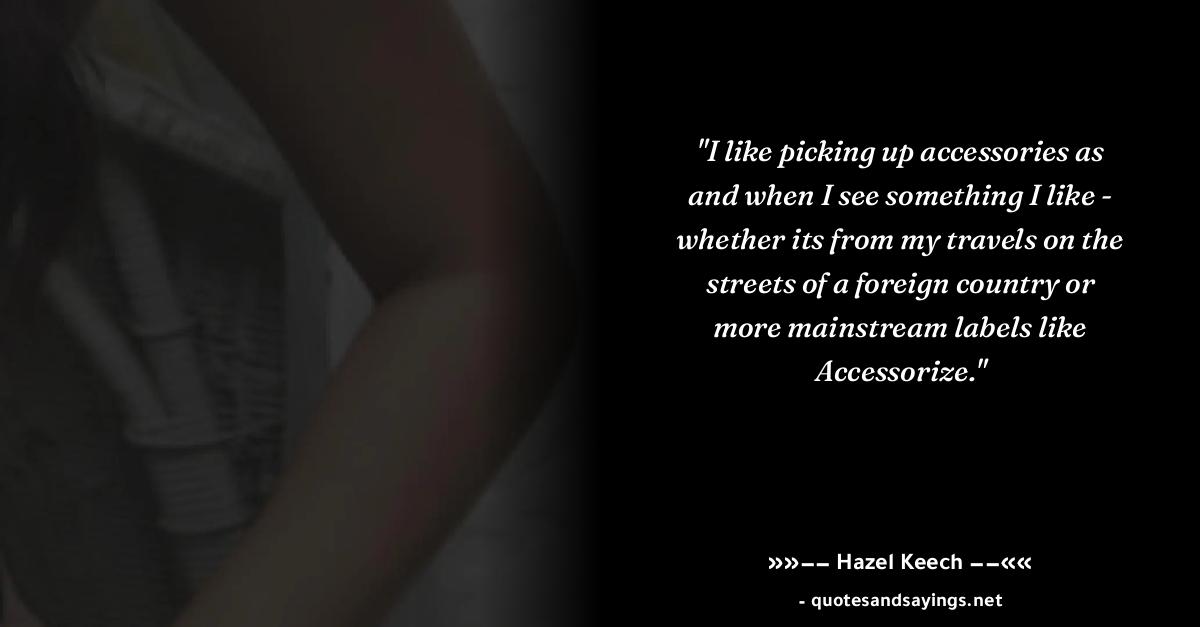 "I like picking up accessories as
and when I see something I like -
whether its from my travels on the
streets of a foreign country or
more mainstream labels like
Accessorize."
»»–– Hazel Keech ––««
- quotesandsayings.net